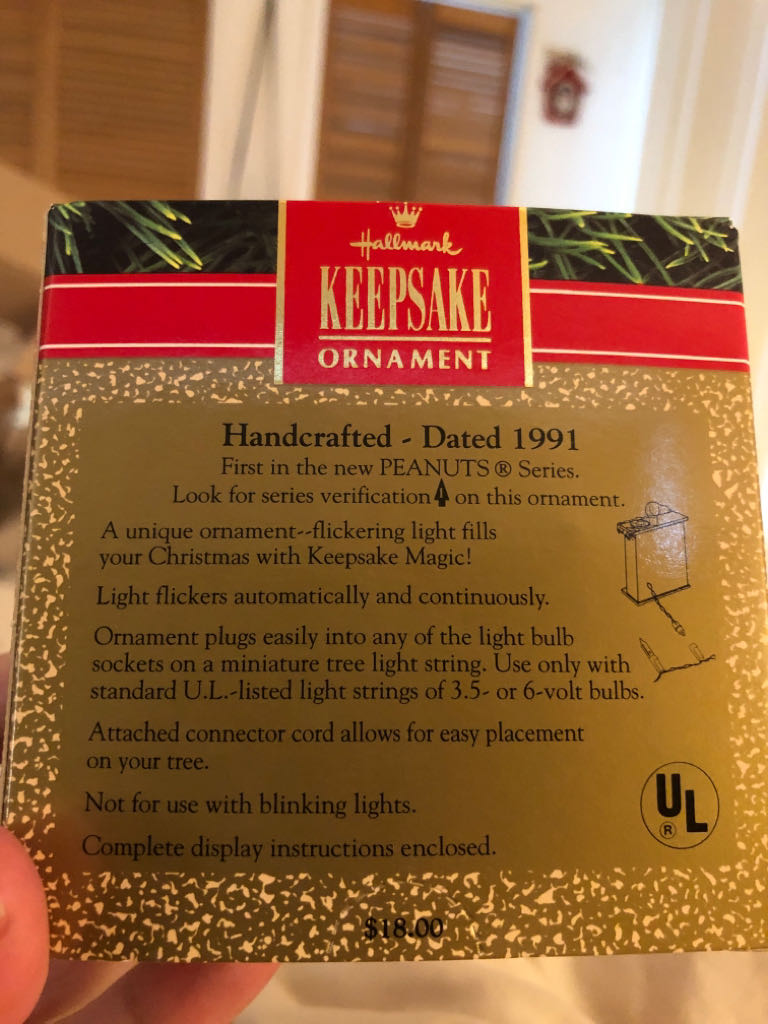 Hallmark
KEEPSAKE
ORNAMENT
Handcrafted - Dated 1991
First in the new PEANUTS ® Series.
Look for series verification on this ornament.
A unique ornament--flickering light fills
your Christmas with Keepsake Magic!
Light flickers automatically and continuously.
Ornament plugs easily into any of the light bulb
sockets on a miniature tree light string. Use only with
standard U.L.-listed light strings of 3.5- or 6-volt bulbs.
Attached connector cord allows for easy placement
on your tree.
Not for use with blinking lights.
UL ®
Complete display instructions enclosed.
$18.00